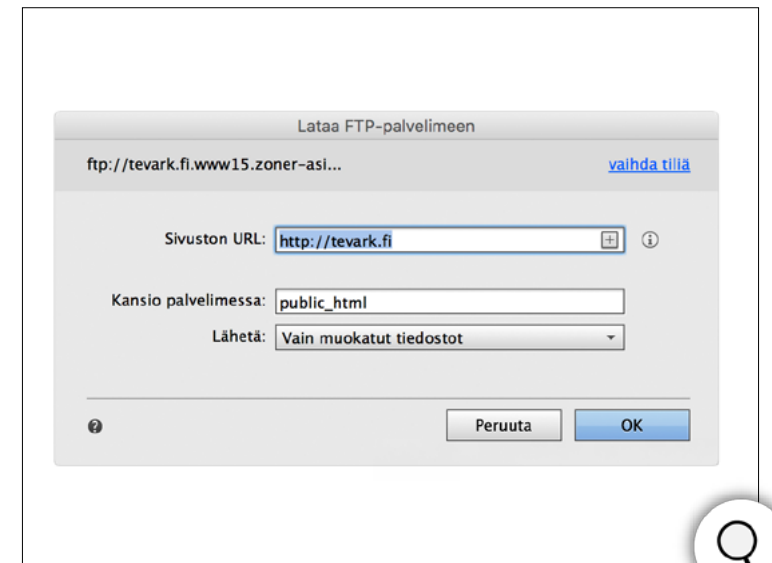 Lataa FTP-palvelimeen
ftp://tevark.fi.www15.zoner-asi... vaihda tiliä
Sivuston URL: http://tevark.fi
Kansio palvelimessa: public_html
Lähetä: Vain muokatut tiedostot
Peruuta OK